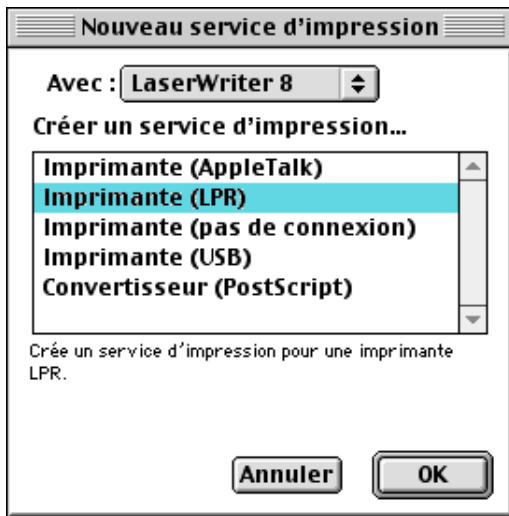 Nouveau service d'impression
Avec : LaserWriter 8
Créer un service d'impression...
Imprimante (AppleTalk)
Imprimante (LPR)
Imprimante (pas de connexion)
Imprimante (USB)
Convertisseur (PostScript)
Crée un service d'impression pour une imprimante
LPR.
Annuler OK